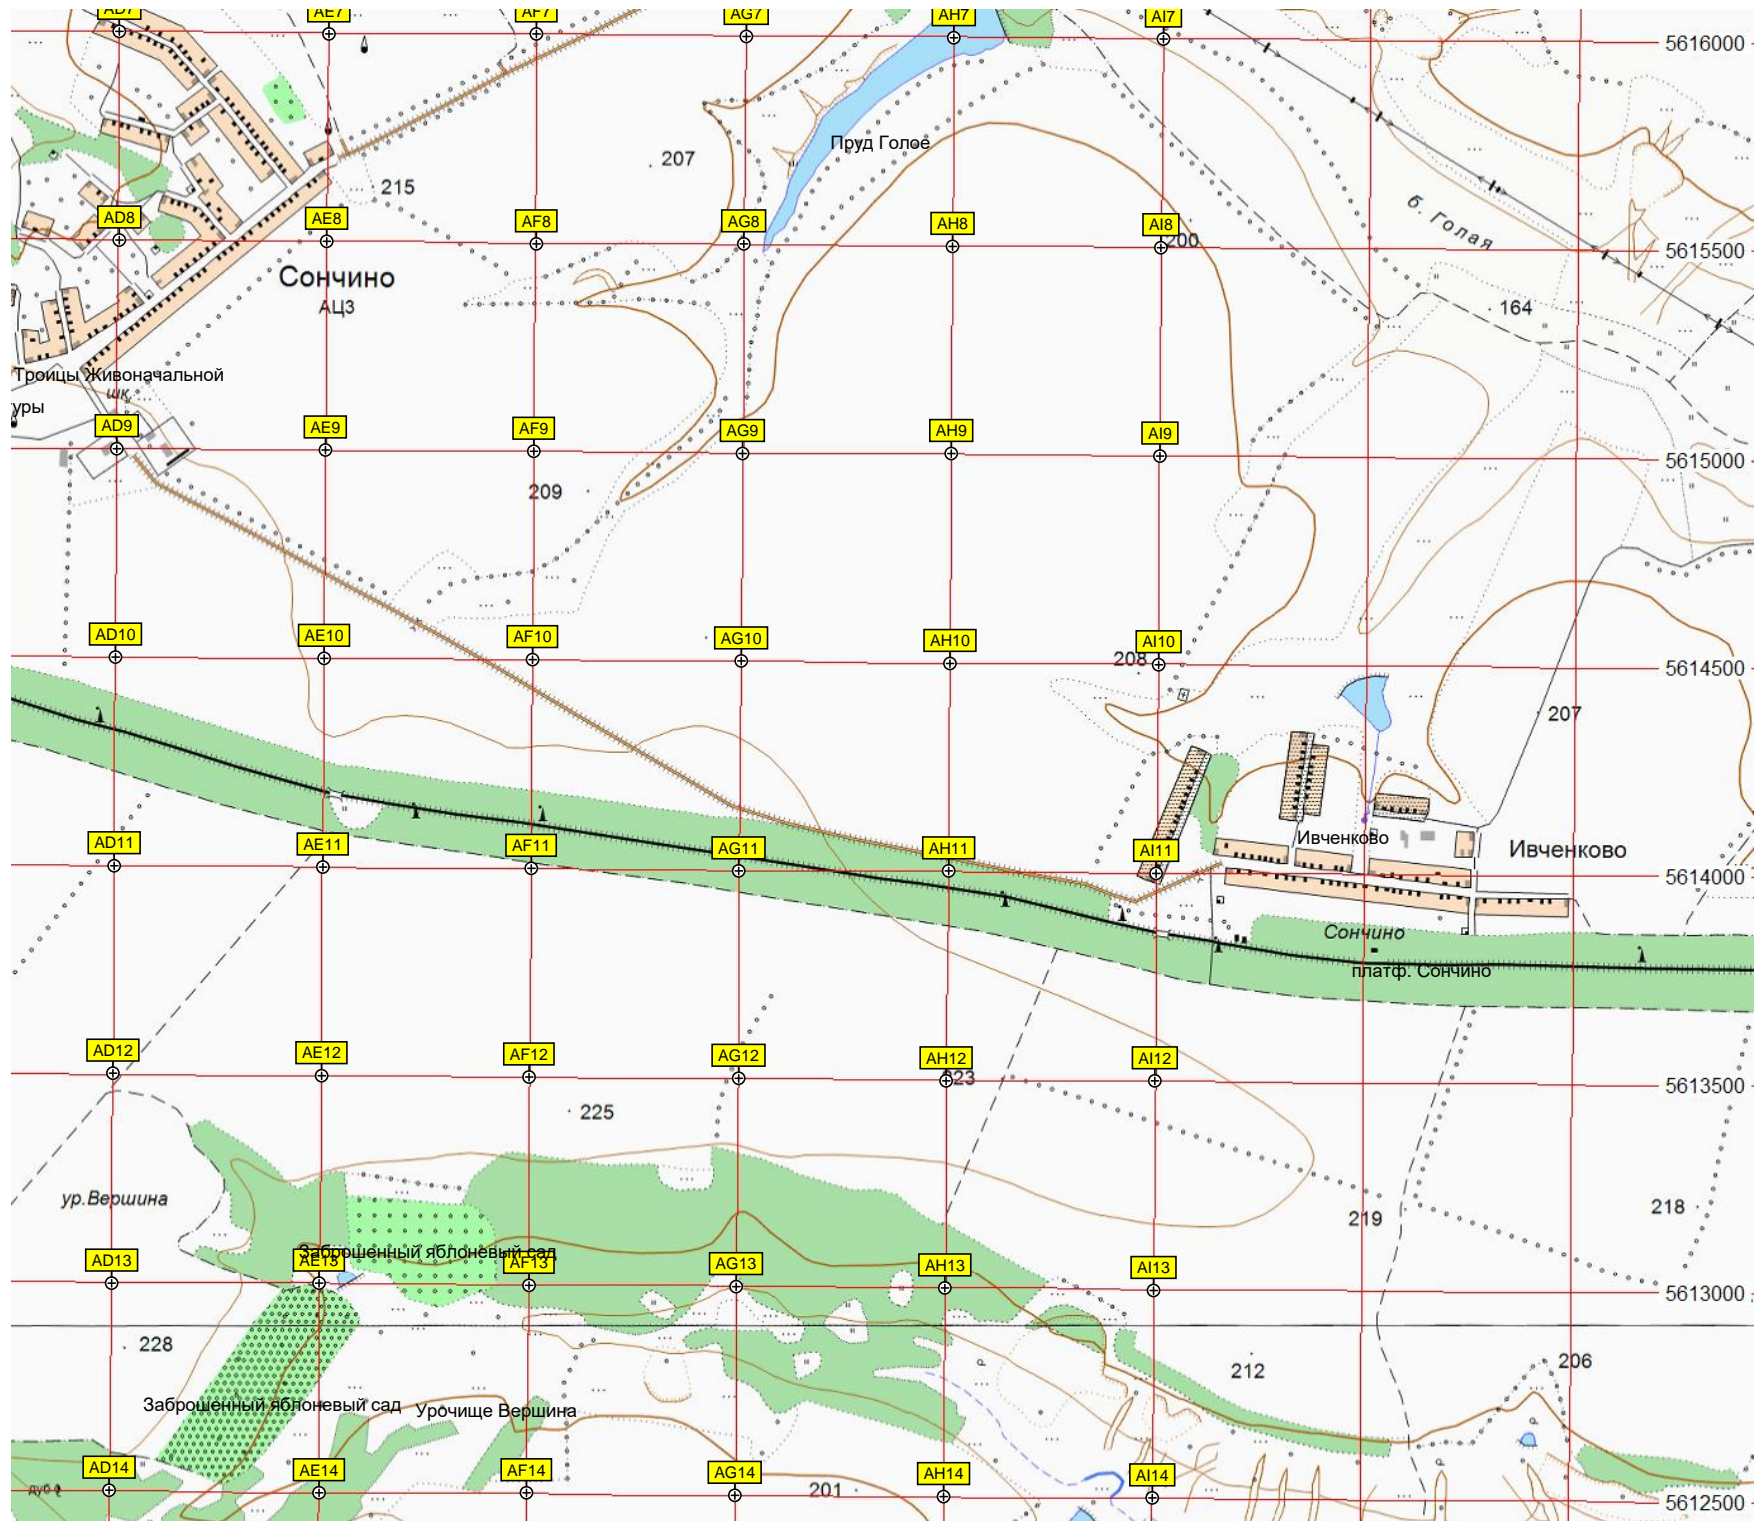 AD7 AE7 AF7 AG7 AH7 AI7
5616000
Пруд Голое
207
215
б. Голая
AD8 AE8 AF8 AG8 AH8 AI8
200
5615500
Сончино
АЦЗ
164
Троицы Живоначальной
шк.
уры
AD9 AE9 AF9 AG9 AH9 AI9
5615000
209
AD10 AE10 AF10 AG10 AH10 AI10
208
5614500
207
Ивченково
Ивченково
AD11 AE11 AF11 AG11 AH11 AI11
5614000
Сончино
платф. Сончино
AD12 AE12 AF12 AG12 AH12 AI12
223
5613500
225
ур.Вершина
219
218
Заброшенный яблоневый сад
AD13 AE13 AF13 AG13 AH13 AI13
5613000
228
212
206
Заброшенный яблоневый сад
Урочище Вершина
AD14 AE14 AF14 AG14 AH14 AI14
дуб
201
5612500